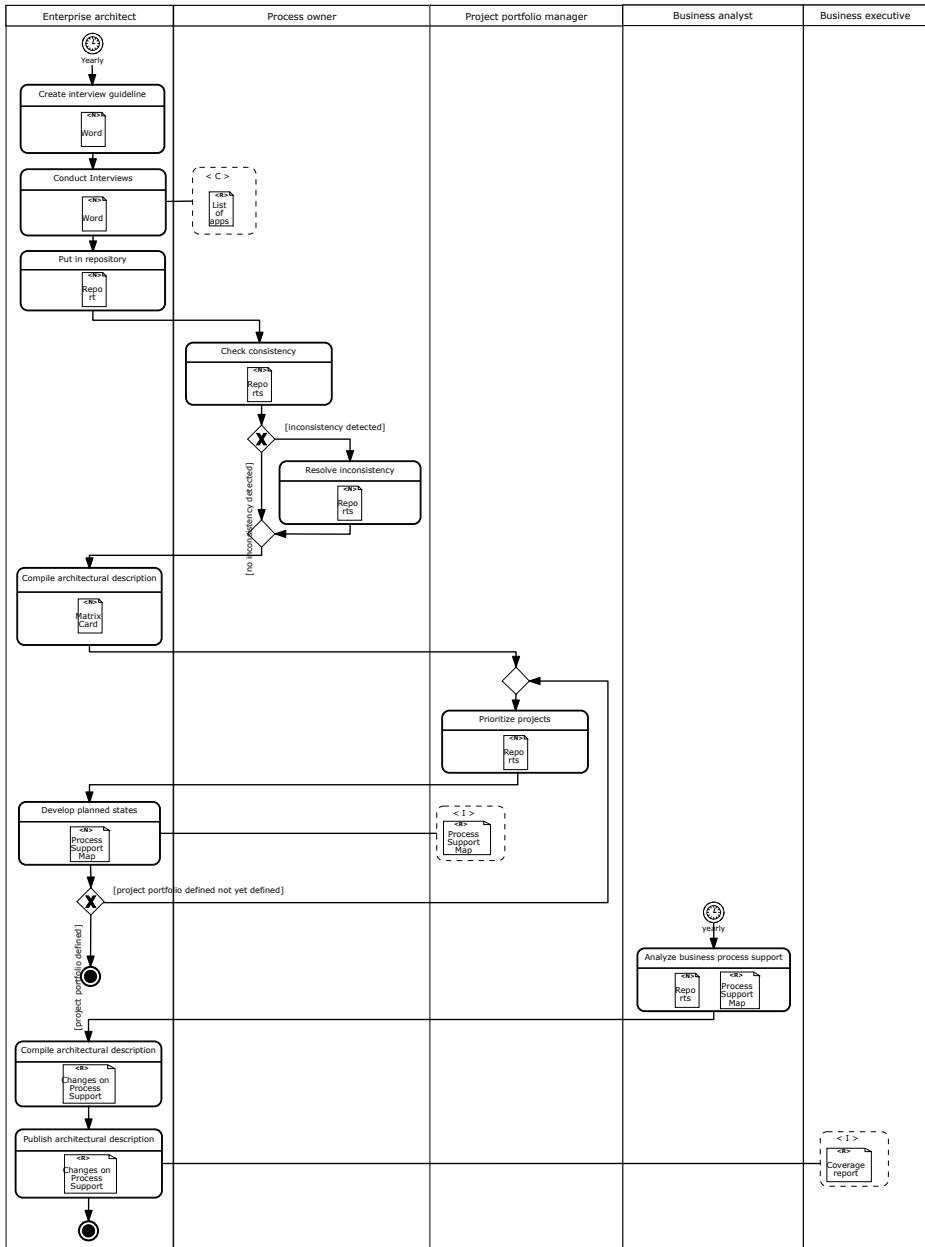 Enterprise architect
Process owner
Project portfolio manager
Business analyst
Business executive
Yearly
Create interview guideline
<N>
Word
Conduct Interviews
<N>
Word
< C >
<R>
List
of
apps
Put in repository
<N>
Repo
rt
Check consistency
<N>
Repo
rts
X
[inconsistency detected]
[no inconsistency detected]
Resolve inconsistency
<N>
Repo
rts
Compile architectural description
<N>
Matrix
Card
Prioritize projects
<N>
Repo
rts
Develop planned states
<N>
Process
Support
Map
< I >
<R>
Process
Support
Map
X
[project portfolio defined not yet defined]
[project portfolio defined]
yearly
Analyze business process support
<N>
Repo
rts
<R>
Process
Support
Map
Compile architectural description
<R>
Changes on
Process
Support
Publish architectural description
<R>
Changes on
Process
Support
< I >
<R>
Coverage
report